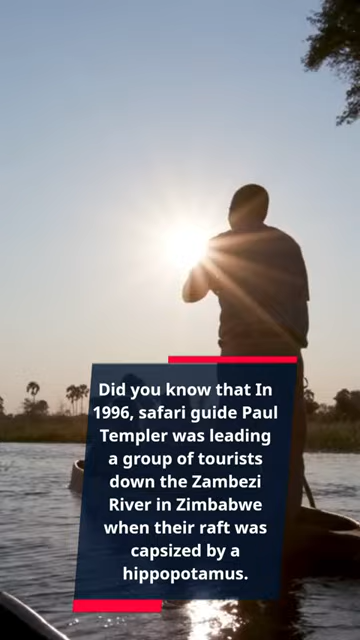 Did you know that In
1996, safari guide Paul
Templer was leading
a group of tourists
down the Zambezi
River in Zimbabwe
when their raft was
capsized by a
hippopotamus.